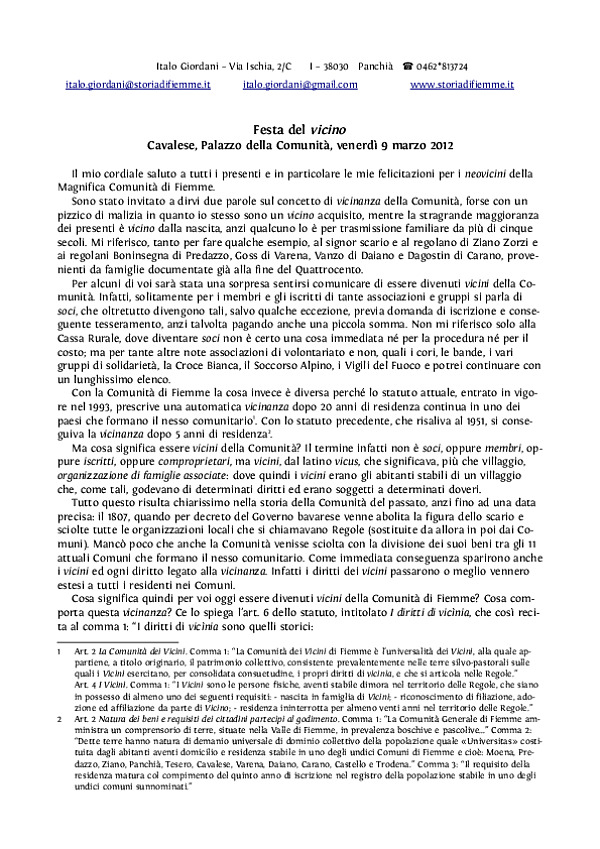 Italo Giordani – Via Ischia, 2/C I – 38030 Panchià ☎ 0462*813724
italo.giordani@storiadifiemme.it italo.giordani@gmail.com www.storiadifiemme.it
Festa del vicino
Cavalese, Palazzo della Comunità, venerdì 9 marzo 2012
Il mio cordiale saluto a tutti i presenti e in particolare le mie felicitazioni per i neovicini della
Magnifica Comunità di Fiemme.
Sono stato invitato a dirvi due parole sul concetto di vicinanza della Comunità, forse con un
pizzico di malizia in quanto io stesso sono un vicino acquisito, mentre la stragrande maggioranza
dei presenti è vicino dalla nascita, anzi qualcuno lo è per trasmissione familiare da più di cinque
secoli. Mi riferisco, tanto per fare qualche esempio, al signor scario e al regolano di Ziano Zorzi e
ai regolani Boninsegna di Predazzo, Goss di Varena, Vanzo di Daiano e Dagostin di Carano, prove-
nienti da famiglie documentate già alla fine del Quattrocento.
Per alcuni di voi sarà stata una sorpresa sentirsi comunicare di essere divenuti vicini della Co-
munità. Infatti, solitamente per i membri e gli iscritti di tante associazioni e gruppi si parla di
soci, che oltretutto divengono tali, salvo qualche eccezione, previa domanda di iscrizione e conse-
guente tesseramento, anzi talvolta pagando anche una piccola somma. Non mi riferisco solo alla
Cassa Rurale, dove diventare soci non è certo una cosa immediata né per la procedura né per il
costo; ma per tante altre note associazioni di volontariato e non, quali i cori, le bande, i vari
gruppi di solidarietà, la Croce Bianca, il Soccorso Alpino, i Vigili del Fuoco e potrei continuare con
un lunghissimo elenco.
Con la Comunità di Fiemme la cosa invece è diversa perché lo statuto attuale, entrato in vigo-
re nel 1993, prescrive una automatica vicinanza dopo 20 anni di residenza continua in uno dei
paesi che formano il nesso comunitario1. Con lo statuto precedente, che risaliva al 1951, si conse-
guiva la vicinanza dopo 5 anni di residenza2.
Ma cosa significa essere vicini della Comunità? Il termine infatti non è soci, oppure membri, op-
pure iscritti, oppure comproprietari, ma vicini, dal latino vicus, che significava, più che villaggio,
organizzazione di famiglie associate: dove quindi i vicini erano gli abitanti stabili di un villaggio
che, come tali, godevano di determinati diritti ed erano soggetti a determinati doveri.
Tutto questo risulta chiarissimo nella storia della Comunità del passato, anzi fino ad una data
precisa: il 1807, quando per decreto del Governo bavarese venne abolita la figura dello scario e
sciolte tutte le organizzazioni locali che si chiamavano Regole (sostituite da allora in poi dai Co-
muni). Mancò poco che anche la Comunità venisse sciolta con la divisione dei suoi beni tra gli 11
attuali Comuni che formano il nesso comunitario. Come immediata conseguenza sparirono anche
i vicini ed ogni diritto legato alla vicinanza. Infatti i diritti dei vicini passarono o meglio vennero
estesi a tutti i residenti nei Comuni.
Cosa significa quindi per voi oggi essere divenuti vicini della Comunità di Fiemme? Cosa com-
porta questa vicinanza? Ce lo spiega l'art. 6 dello statuto, intitolato I diritti di vicinia, che così reci-
ta al comma 1: "I diritti di vicinia sono quelli storici:
1 Art. 2 La Comunità dei Vicini. Comma 1: "La Comunità dei Vicini di Fiemme è l'universalità dei Vicini, alla quale ap-
partiene, a titolo originario, il patrimonio collettivo, consistente prevalentemente nelle terre silvo-pastorali sulle
quali i Vicini esercitano, per consolidata consuetudine, i propri diritti di vicinia, e che si articola nelle Regole."
Art. 4 I Vicini. Comma 1: "I Vicini sono le persone fisiche, aventi stabile dimora nel territorio delle Regole, che siano
in possesso di almeno uno dei seguenti requisiti: - nascita in famiglia di Vicini; - riconoscimento di filiazione, ado-
zione ed affiliazione da parte di Vicino; - residenza ininterrotta per almeno venti anni nel territorio delle Regole."
2 Art. 2 Natura dei beni e requisiti dei cittadini partecipi al godimento. Comma 1: "La Comunità Generale di Fiemme am-
ministra un comprensorio di terre, situate nella Valle di Fiemme, in prevalenza boschive e pascolive..." Comma 2:
"Dette terre hanno natura di demanio universale di dominio collettivo della popolazione quale «Universitas» costi-
tuita dagli abitanti aventi domicilio e residenza stabile in uno degli undici Comuni di Fiemme e cioè: Moena, Pre-
dazzo, Ziano, Panchià, Tesero, Cavalese, Varena, Daiano, Carano, Castello e Trodena." Comma 3: "Il requisito della
residenza matura col compimento del quinto anno di iscrizione nel registro della popolazione stabile in uno degli
undici comuni sunnominati."